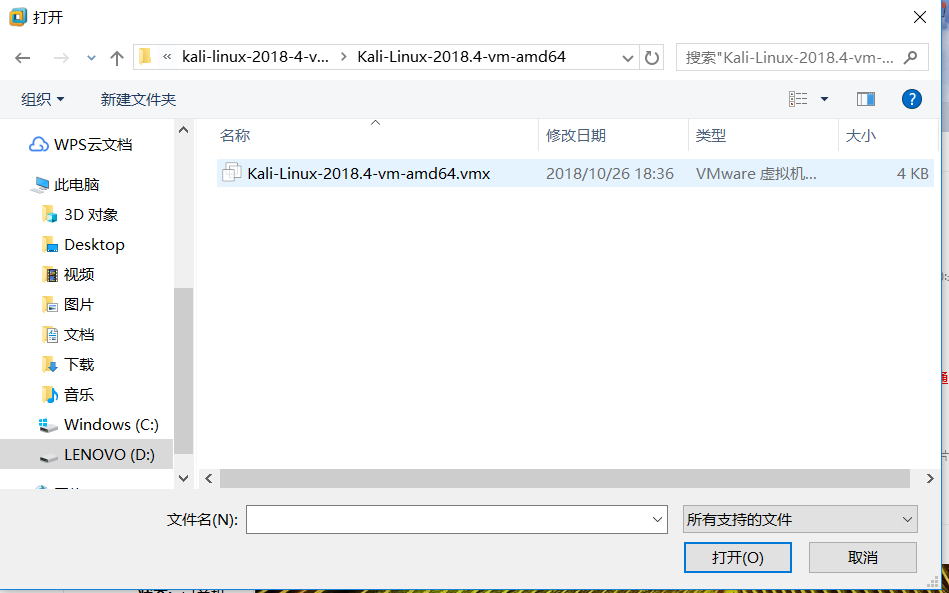 打开
« kali-linux-2018-4-v... > Kali-Linux-2018.4-vm-amd64
搜索"Kali-Linux-2018.4-vm-...
组织
新建文件夹
?
WPS云文档
此电脑
3D 对象
Desktop
视频
图片
文档
下载
音乐
Windows (C:)
LENOVO (D:)
名称 修改日期 类型 大小
Kali-Linux-2018.4-vm-amd64.vmx 2018/10/26 18:36 VMware 虚拟机... 4 KB
文件名(N):
所有支持的文件
打开(O)
取消